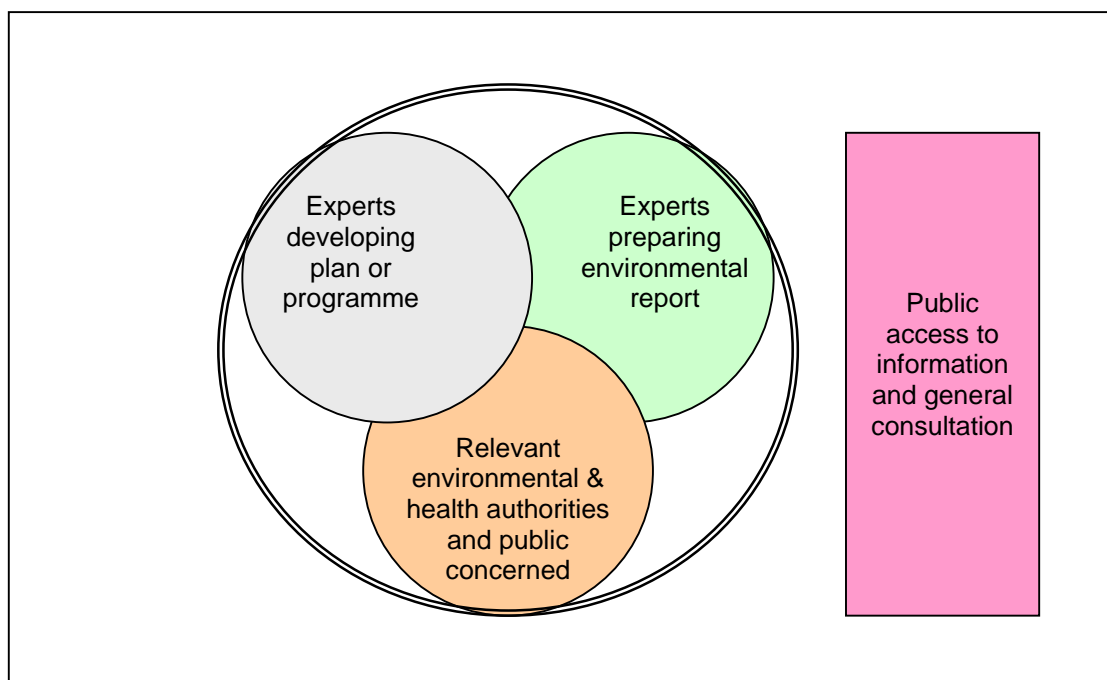 Experts
developing
plan or
programme
Experts
preparing
environmental
report
Relevant
environmental &
health authorities
and public
concerned
Public
access to
information
and general
consultation